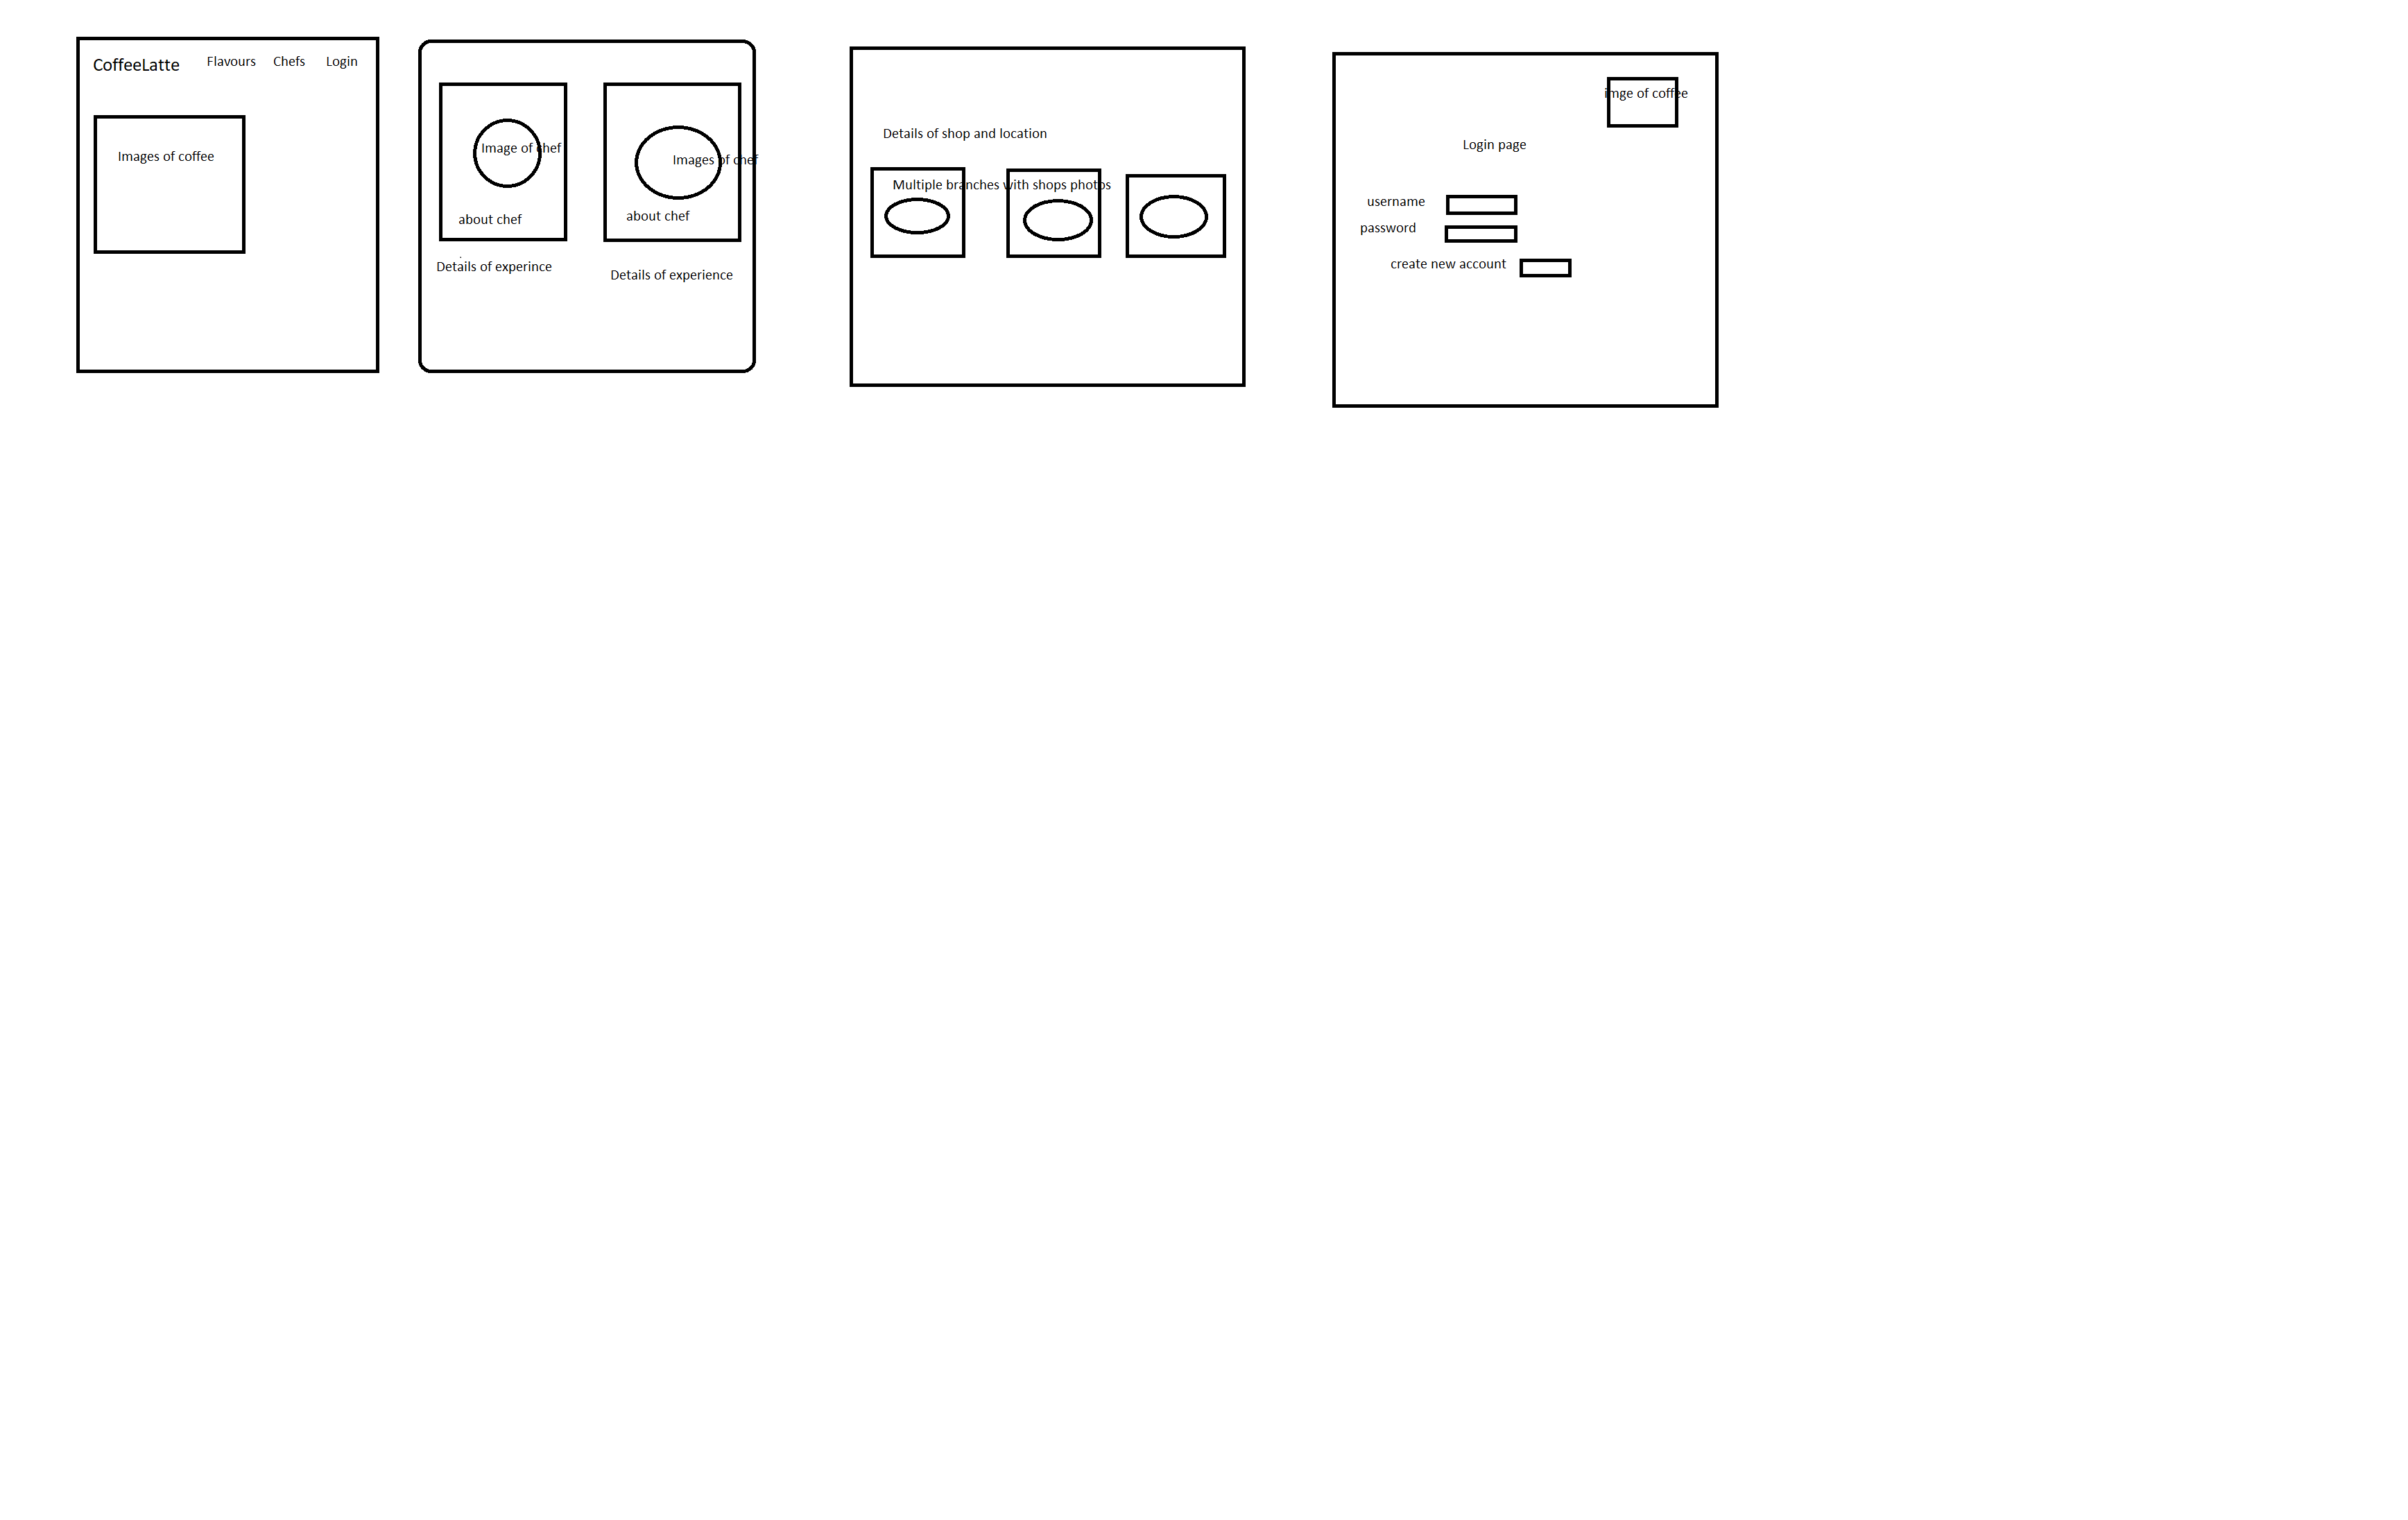 CoffeeLatte Flavours Chefs Login
Images of coffee
Image of chef
about chef
Details of experince
Images of chef
about chef
Details of experience
Details of shop and location
Multiple branches with shops photos
imge of coffee
Login page
username
password
create new account